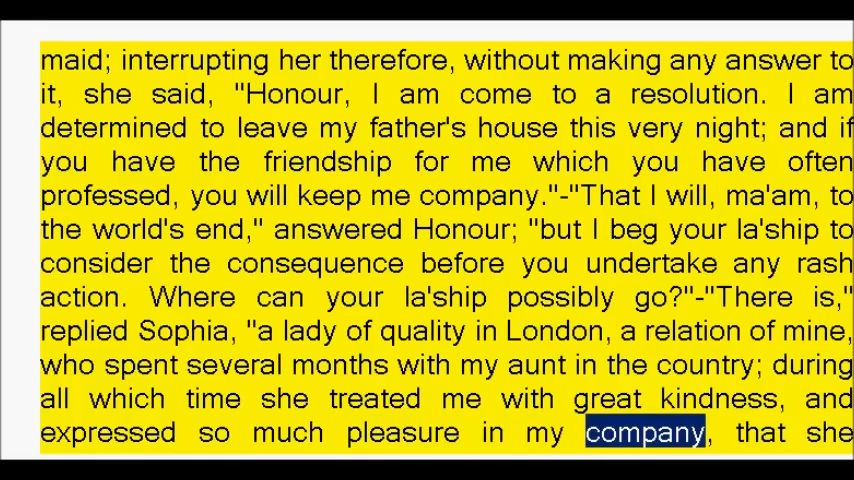 maid; interrupting her therefore, without making any answer to
it, she said, "Honour, I am come to a resolution. I am
determined to leave my father's house this very night; and if
you have the friendship for me which you have often
professed, you will keep me company."-"That I will, ma'am, to
the world's end," answered Honour; "but I beg your la'ship to
consider the consequence before you undertake any rash
action. Where can your la'ship possibly go?"-"There is,"
replied Sophia, "a lady of quality in London, a relation of mine,
who spent several months with my aunt in the country; during
all which time she treated me with great kindness, and
expressed so much pleasure in my company, that she